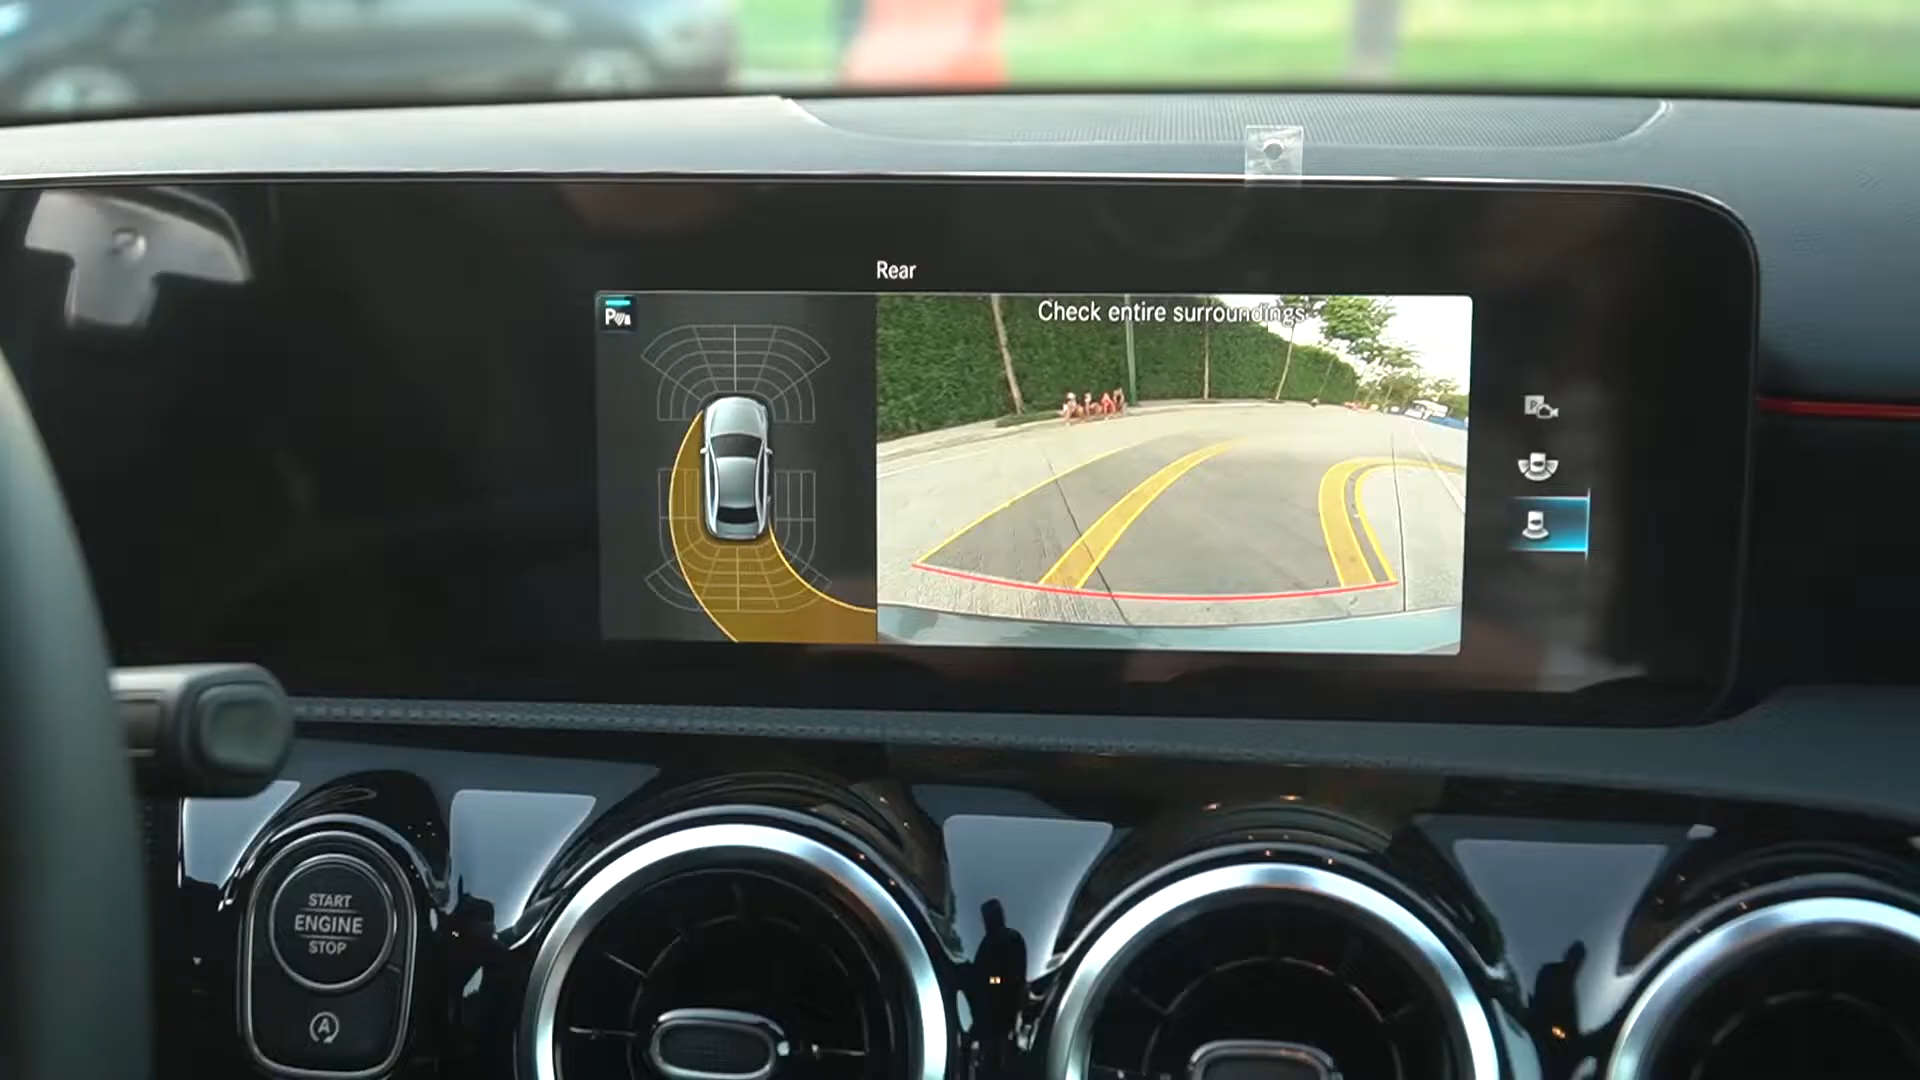 Rear
Check entire surroundings
START
ENGINE
STOP
A